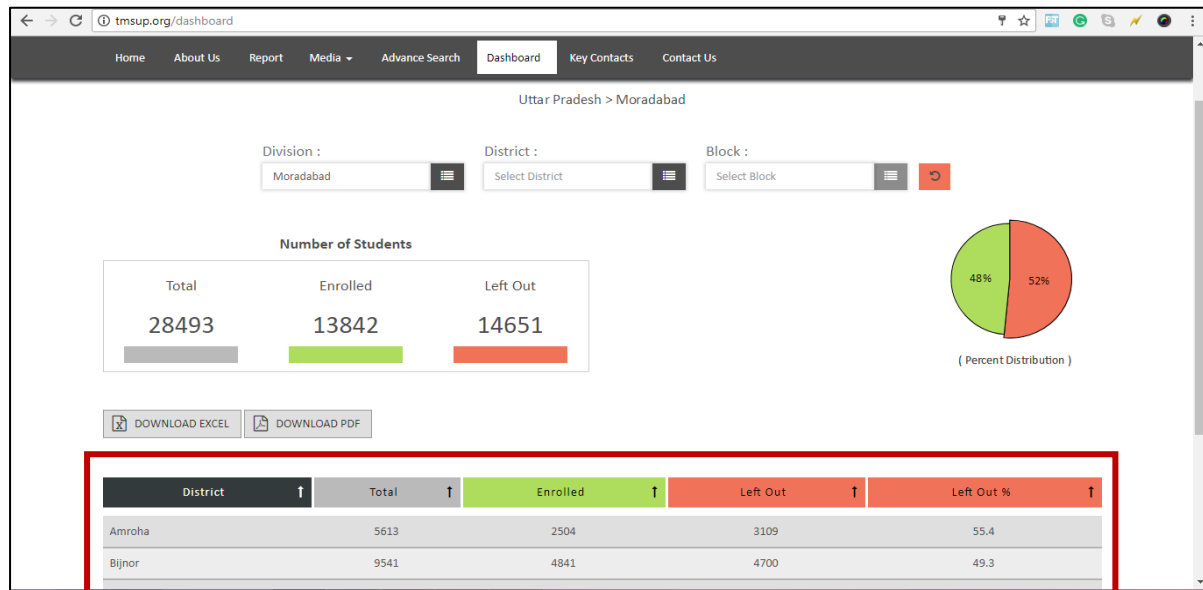 tmsup.org/dashboard
Home About Us Report Media Advance Search Dashboard Key Contacts Contact Us
Uttar Pradesh > Moradabad
Division : District : Block :
Moradabad Select District Select Block
Number of Students
Total Enrolled Left Out
28493 13842 14651
48% 52%
( Percent Distribution )
DOWNLOAD EXCEL DOWNLOAD PDF
District Total Enrolled Left Out Left Out %
Amroha 5613 2504 3109 55.4
Bijnor 9541 4841 4700 49.3